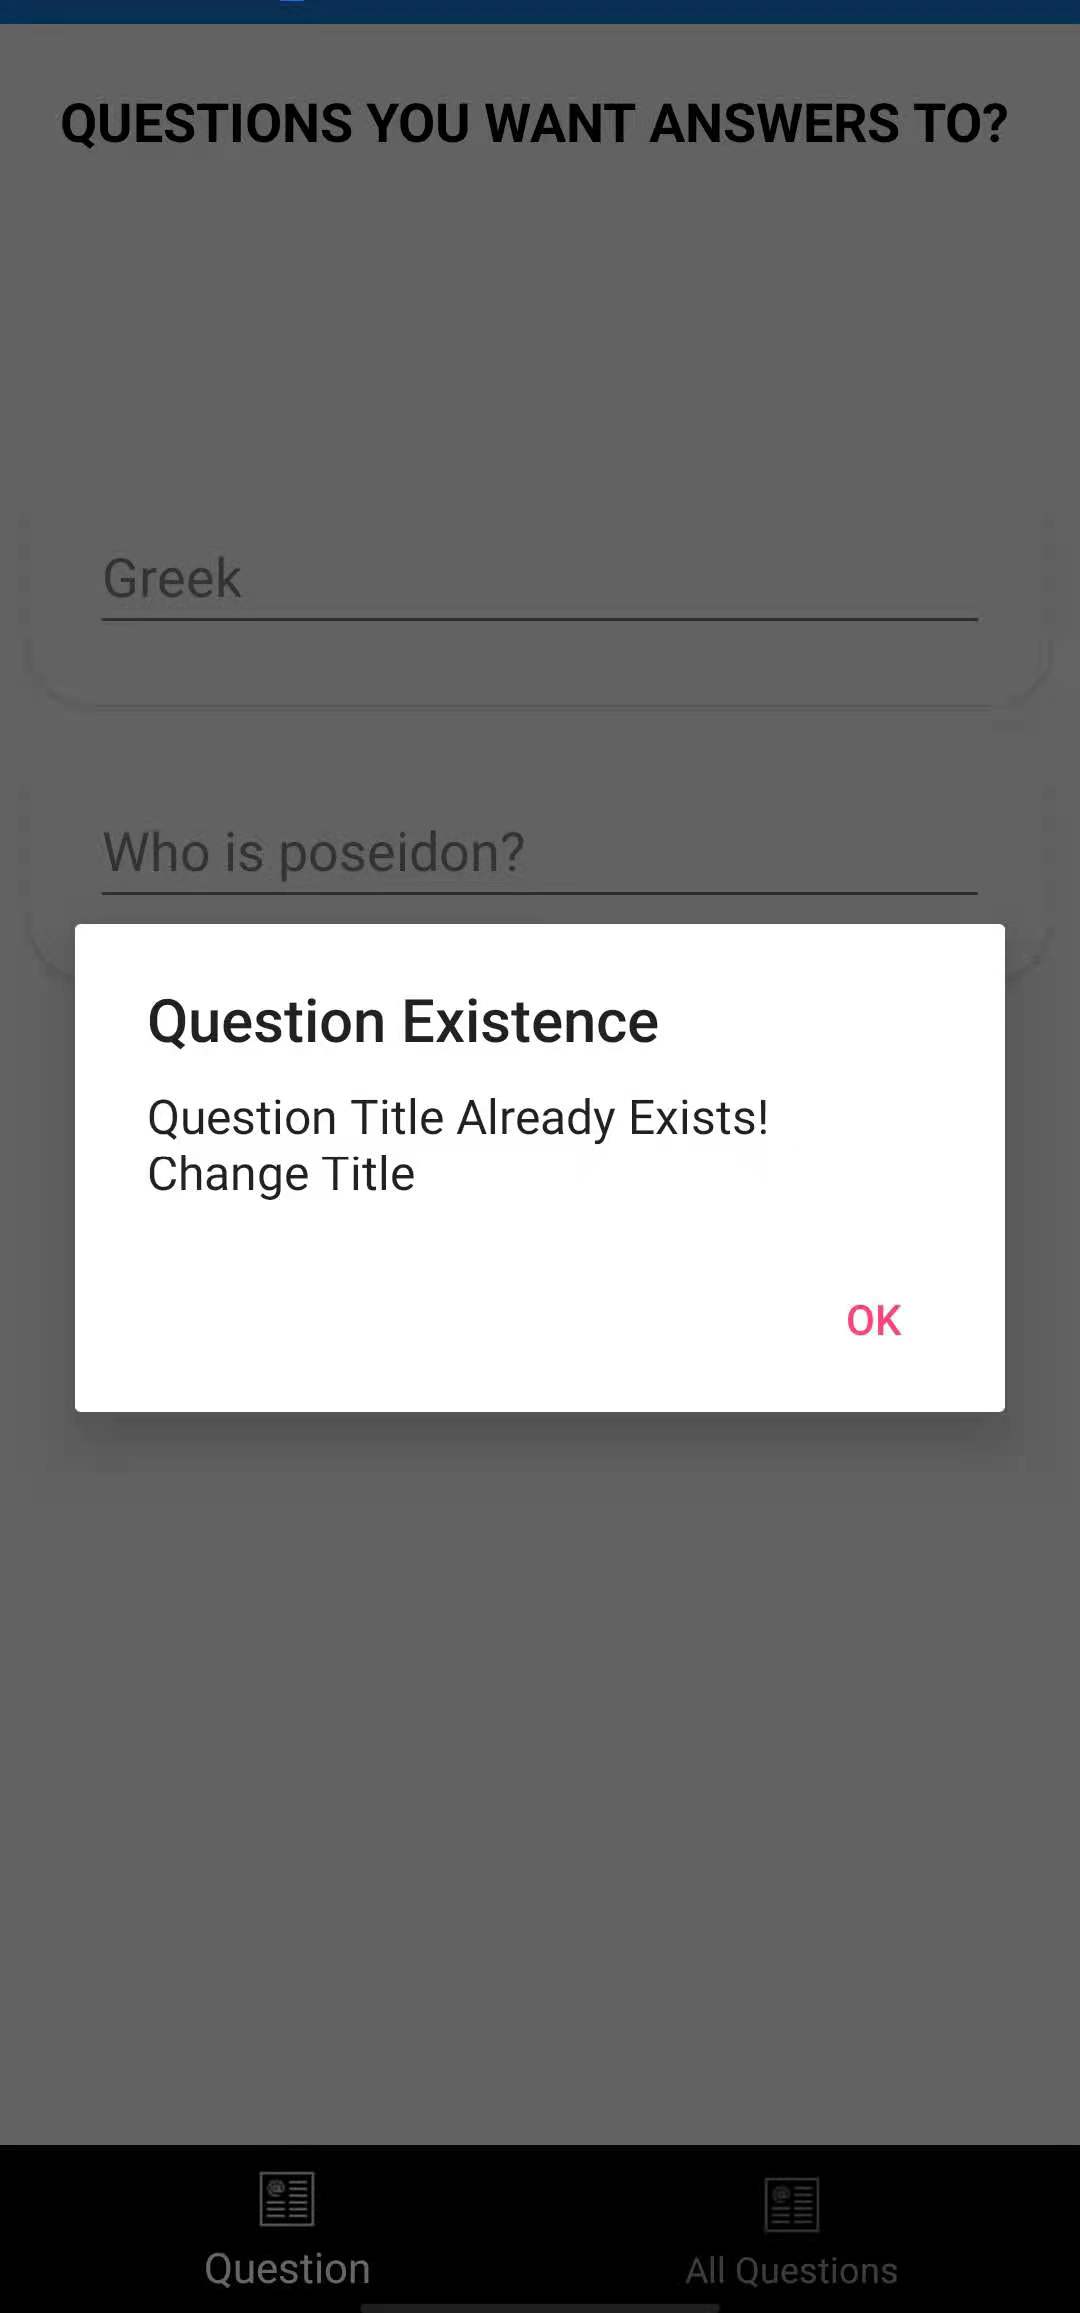 QUESTIONS YOU WANT ANSWERS TO?
Greek
Who is poseidon?
Question Existence
Question Title Already Exists!
Change Title
OK
Question
All Questions